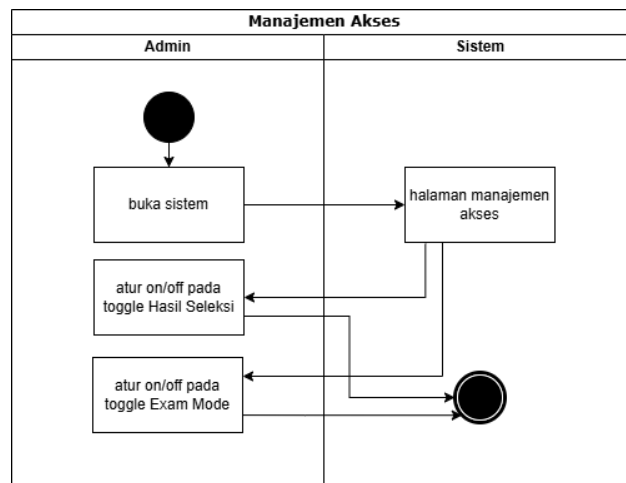 Manajemen Akses
Admin
Sistem
buka sistem
halaman manajemen
akses
atur on/off pada
toggle Hasil Seleksi
atur on/off pada
toggle Exam Mode